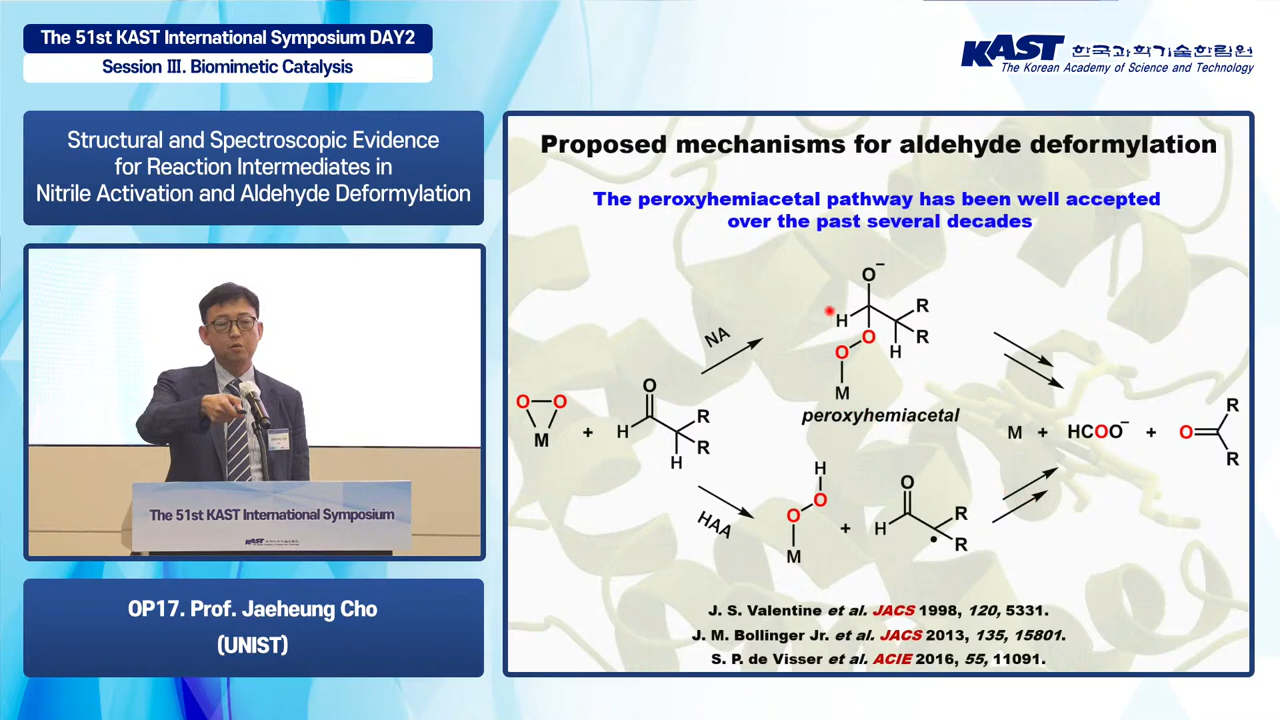 The 51st KAST International Symposium DAY2
Session Ⅲ. Biomimetic Catalysis
KAST 한국과학기술한림원
The Korean Academy of Science and Technology
Structural and Spectroscopic Evidence
for Reaction Intermediates in
Nitrile Activation and Aldehyde Deformylation
The 51st KAST International Symposium
KAST
OP17. Prof. Jaeheung Cho
(UNIST)
Proposed mechanisms for aldehyde deformylation
The peroxyhemiacetal pathway has been well accepted
over the past several decades
O O
M
+
O
H
R
R
H
NA
HAA
O−
H
R
R
H
O
O
M
peroxyhemiacetal
H
O
O
M
+
O
H
R
R
M + HCOO− + O
R
R
J. S. Valentine et al. JACS 1998, 120, 5331.
J. M. Bollinger Jr. et al. JACS 2013, 135, 15801.
S. P. de Visser et al. ACIE 2016, 55, 11091.